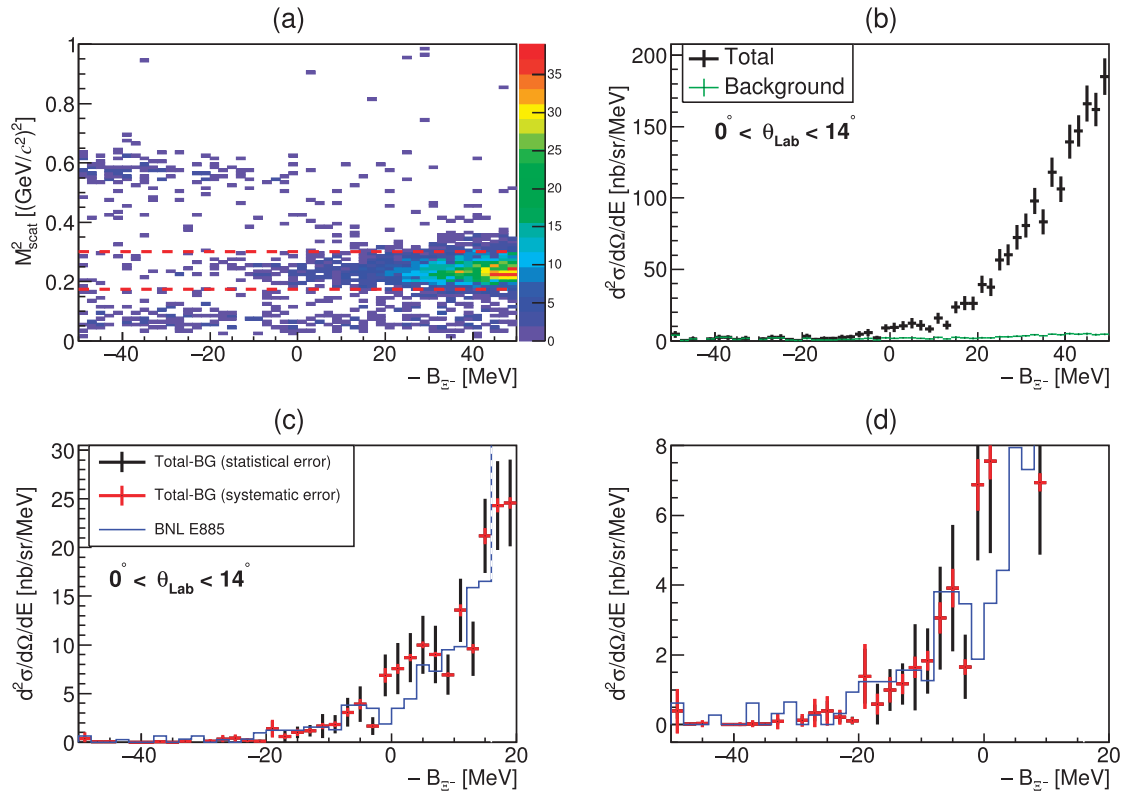 (a)
M²scat [(GeV/c²)²]
1
0.8
0.6
0.4
0.2
0
−40 −20 0 20 40
− BΞ⁻ [MeV]
35
30
25
20
15
10
5
0
(b)
d²σ/dΩ/dE [nb/sr/MeV]
200
150
100
50
0
Total
Background
0° < θLab < 14°
−40 −20 0 20 40
− BΞ⁻ [MeV]
(c)
d²σ/dΩ/dE [nb/sr/MeV]
30
25
20
15
10
5
0
Total-BG (statistical error)
Total-BG (systematic error)
BNL E885
0° < θLab < 14°
−40 −20 0 20
− BΞ⁻ [MeV]
(d)
d²σ/dΩ/dE [nb/sr/MeV]
8
6
4
2
0
−40 −20 0 20
− BΞ⁻ [MeV]